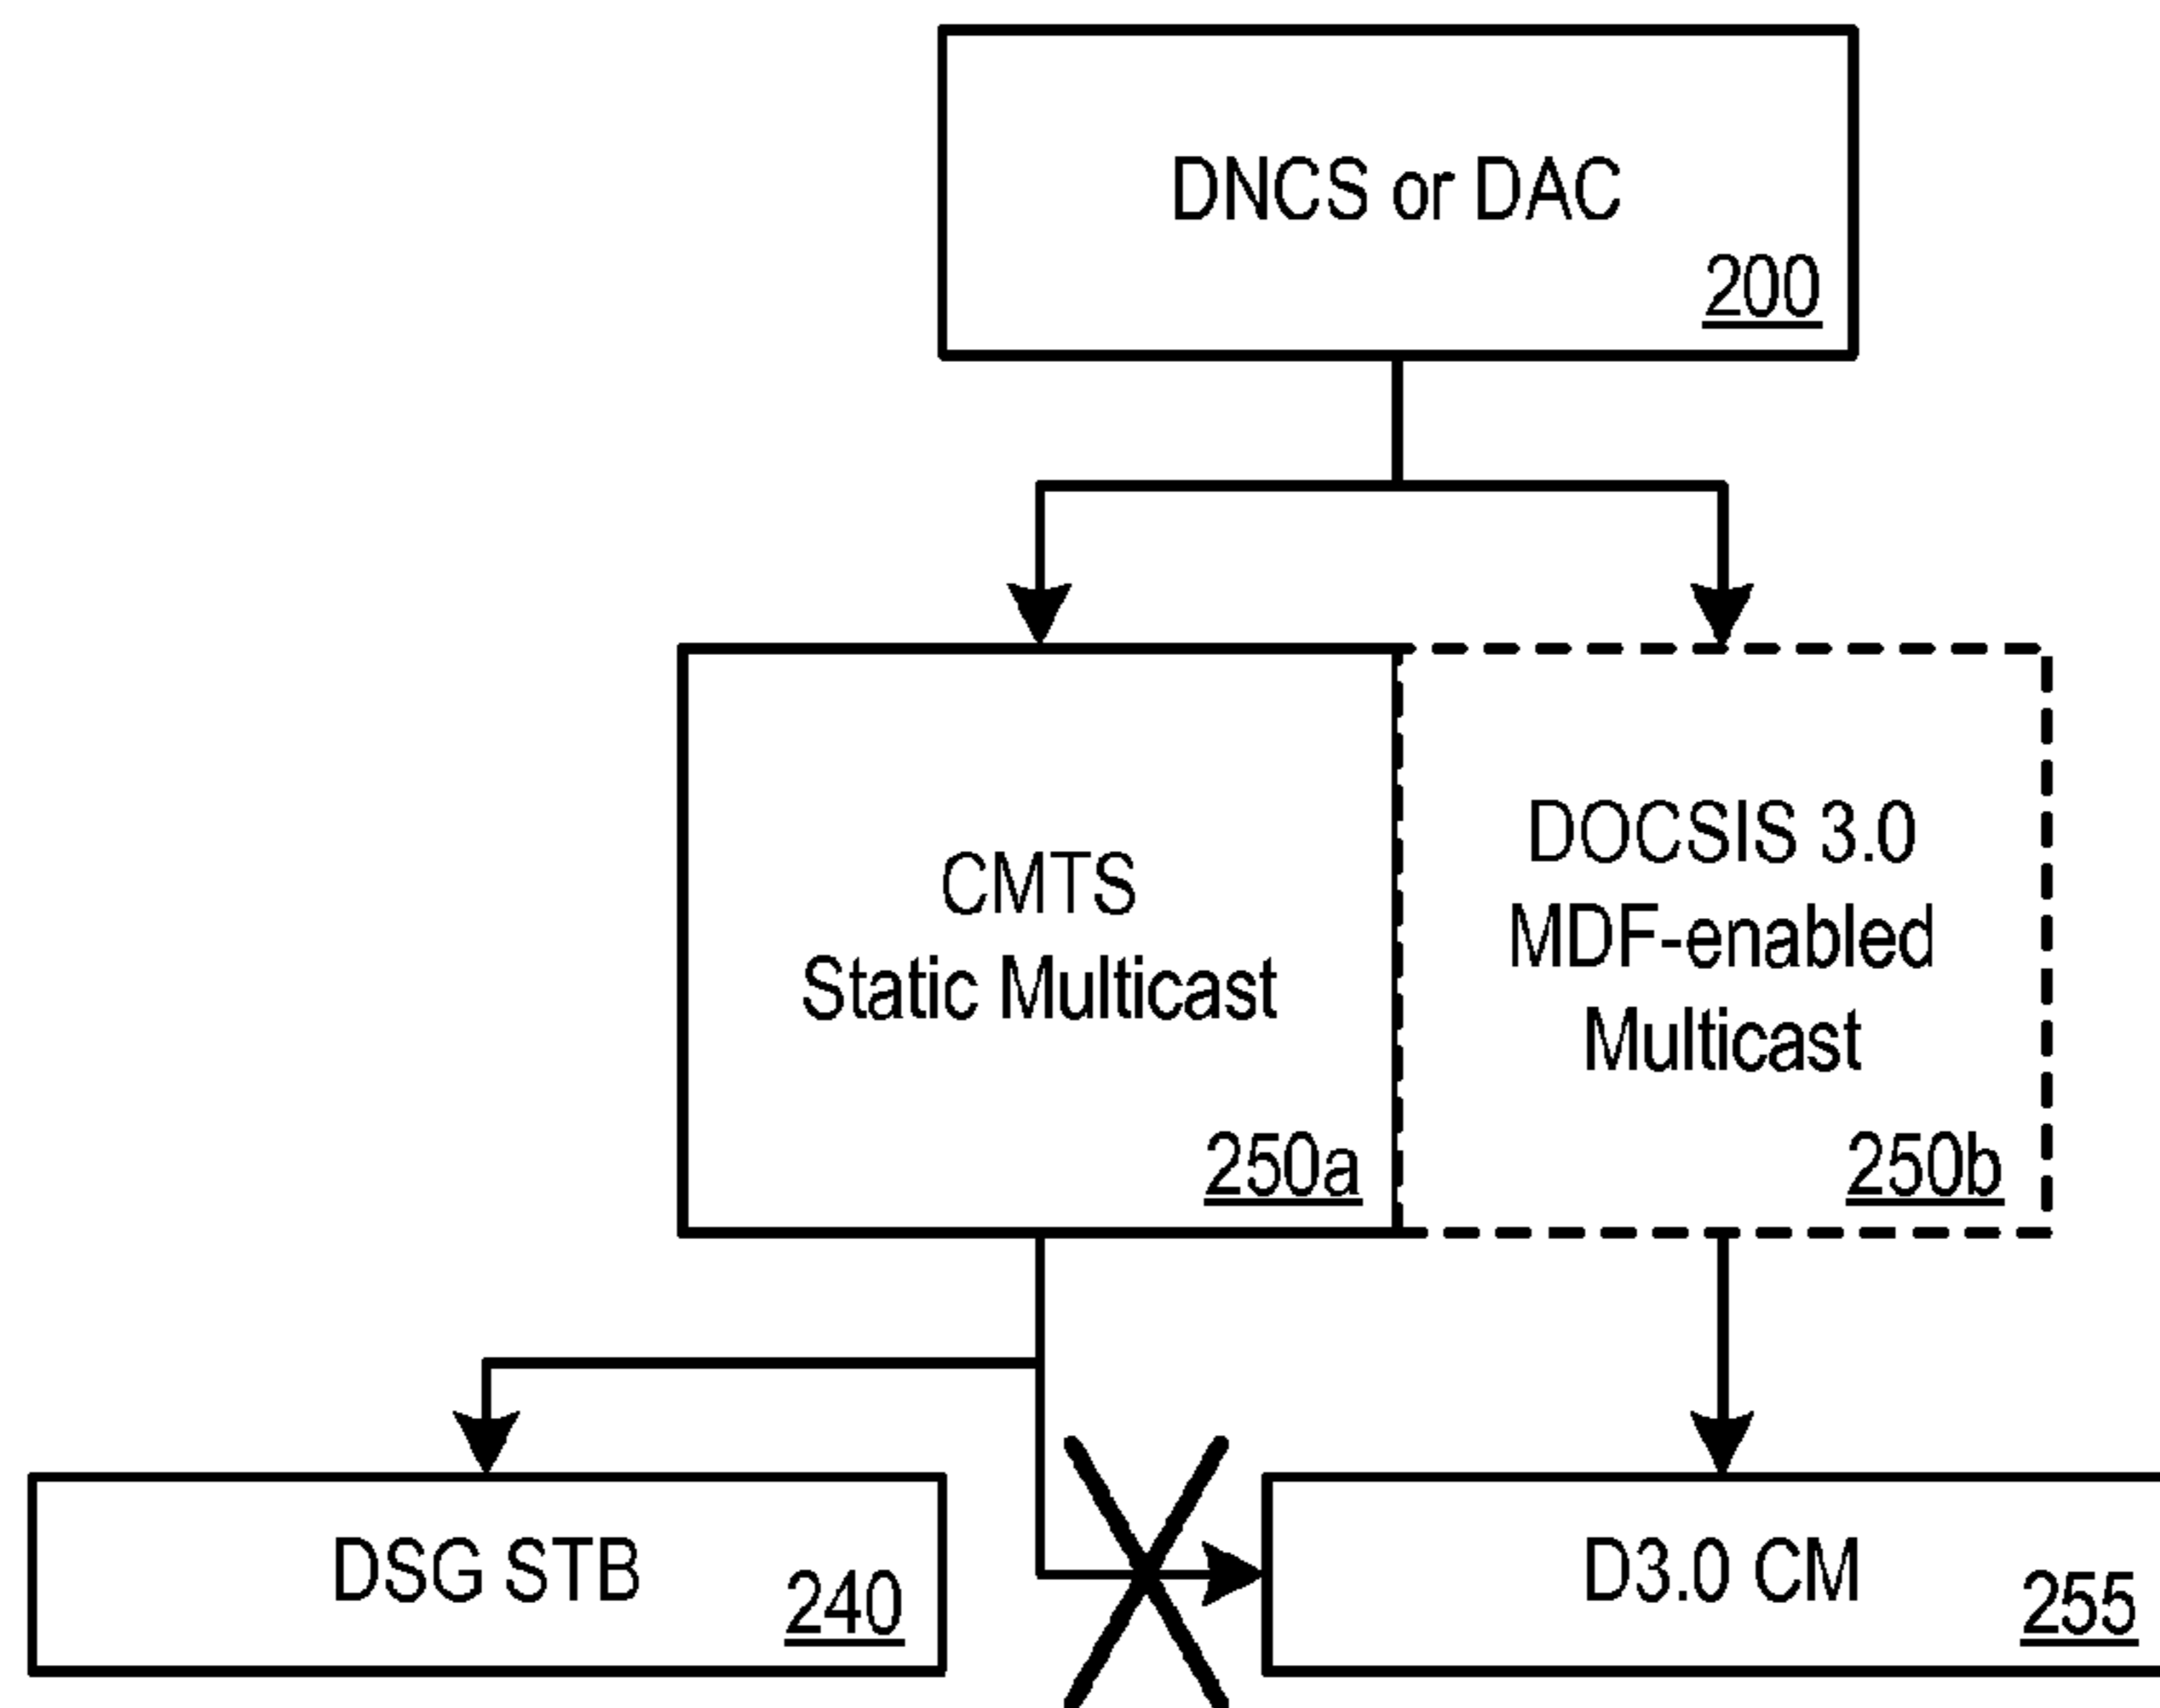 DNCS or DAC
200
CMTS
Static Multicast
250a
DOCSIS 3.0
MDF-enabled
Multicast
250b
DSG STB
240
D3.0 CM
255